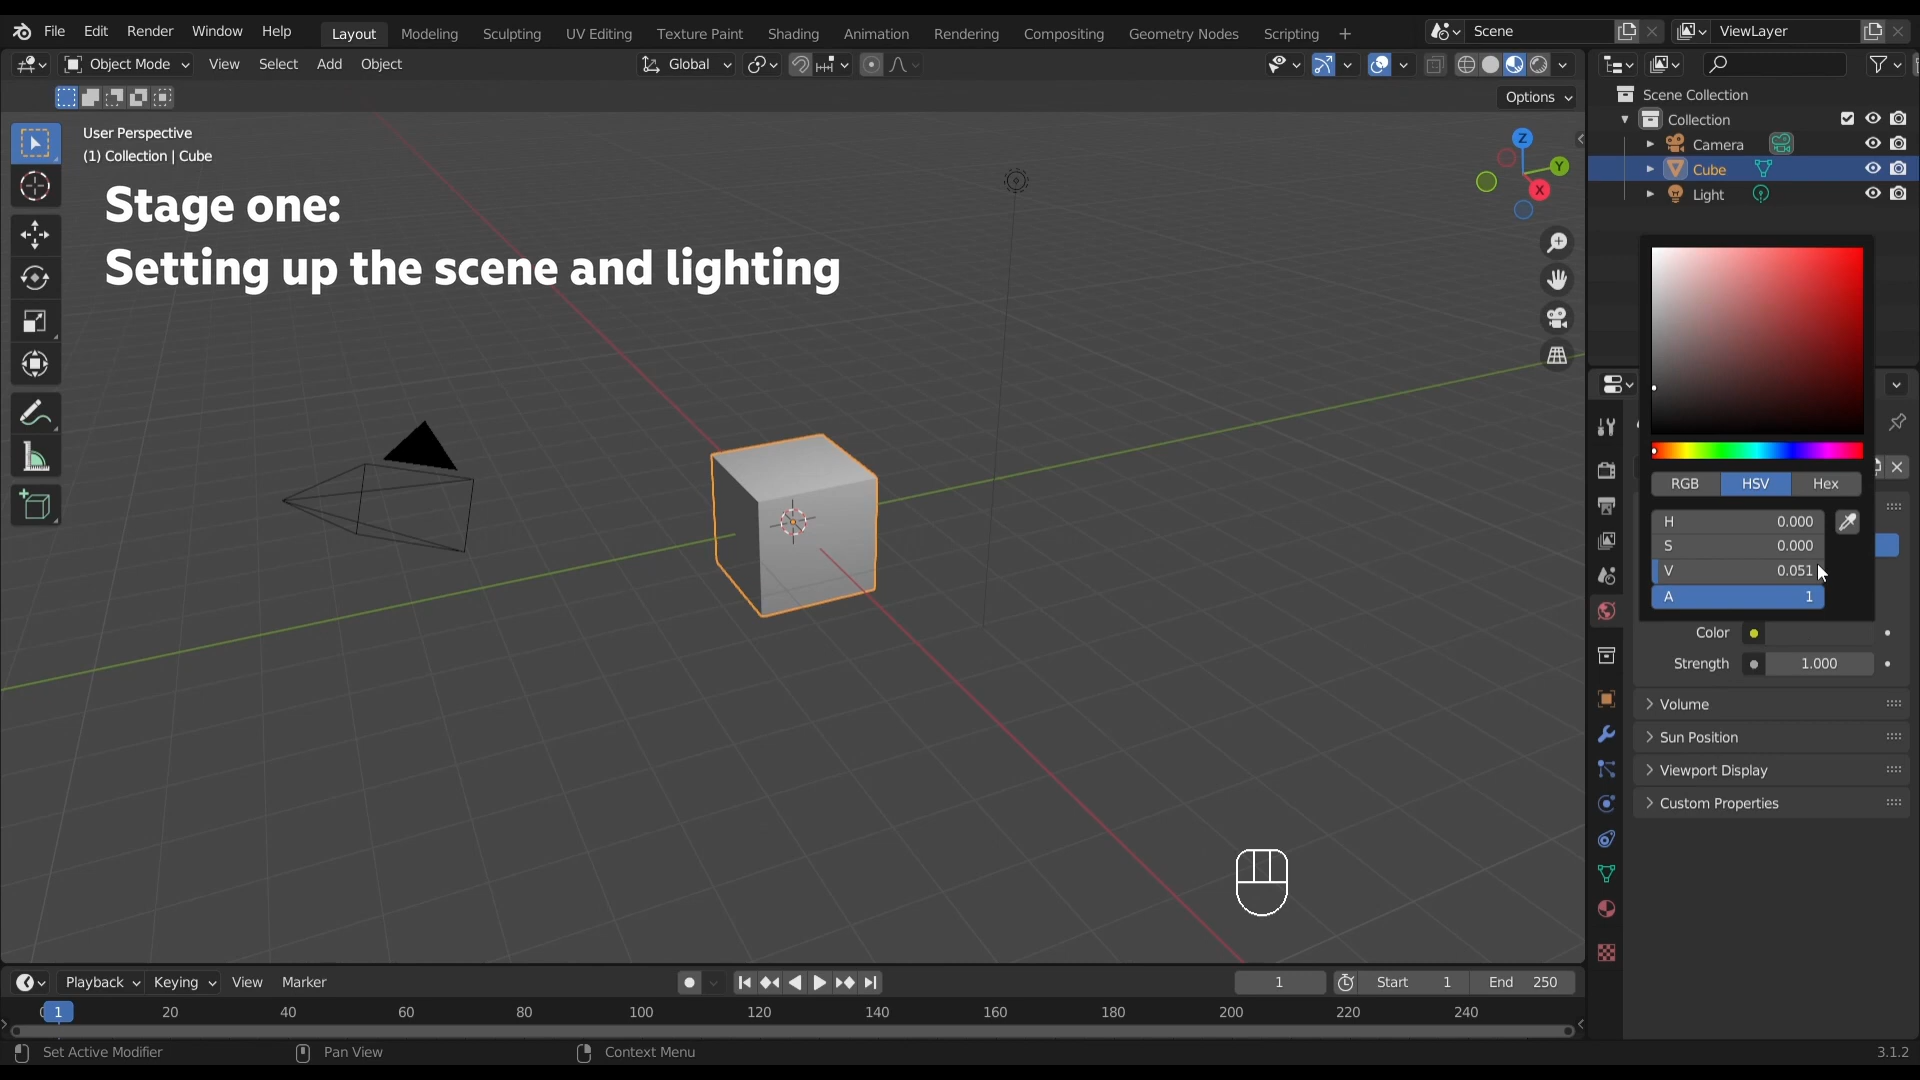 File Edit Render Window Help Layout Modeling Sculpting UV Editing Texture Paint Shading Animation Rendering Compositing Geometry Nodes Scripting + Scene ViewLayer
Object Mode View Select Add Object Global
Options
User Perspective
(1) Collection | Cube
Stage one:
Setting up the scene and lighting
Z
Y
X
Scene Collection
Collection
Camera
Cube
Light
RGB HSV Hex
H 0.000
S 0.000
V 0.051
A 1
Color
Strength 1.000
Volume
Sun Position
Viewport Display
Custom Properties
Playback Keying View Marker 1 Start 1 End 250
1 20 40 60 80 100 120 140 160 180 200 220 240
Set Active Modifier Pan View Context Menu 3.1.2